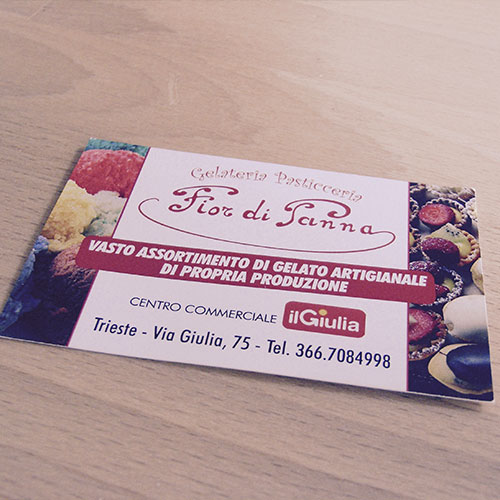 Gelateria Pasticceria
Fior di Panna
VASTO ASSORTIMENTO DI GELATO ARTIGIANALE
DI PROPRIA PRODUZIONE
CENTRO COMMERCIALE ilGiulia
Trieste - Via Giulia, 75 - Tel. 366.7084998